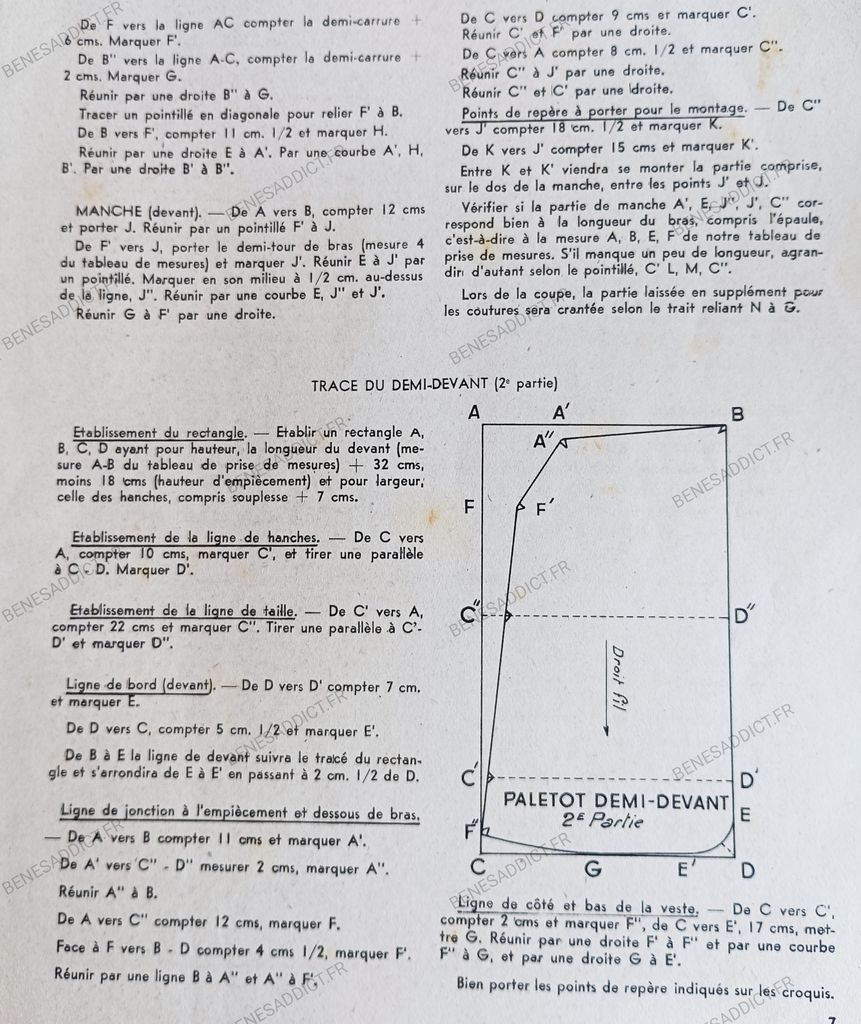 De F vers la ligne AC compter la demi-carrure +
6 cms. Marquer F'.
De B" vers la ligne A-C, compter la demi-carrure +
2 cms. Marquer G.
Réunir par une droite B" à G.
Tracer un pointillé en diagonale pour relier F' à B.
De B vers F', compter 11 cm. 1/2 et marquer H.
Réunir par une droite E à A'. Par une courbe A', H,
B'. Par une droite B' à B".
MANCHE (devant). — De A vers B, compter 12 cms
et porter J. Réunir par un pointillé F' à J.
De F' vers J, porter le demi-tour de bras (mesure 4
du tableau de mesures) et marquer J'. Réunir E à J' par
un pointillé. Marquer en son milieu à 1/2 cm. au-dessus
de la ligne, J". Réunir par une courbe E, J" et J'.
Réunir G à F' par une droite.
De C vers D compter 9 cms et marquer C'.
Réunir C' et F' par une droite.
De C vers A compter 8 cm. 1/2 et marquer C".
Réunir C" à J' par une droite.
Réunir C" et C' par une droite.
Points de repère à porter pour le montage. — De C"
vers J' compter 18 cm. 1/2 et marquer K.
De K vers J' compter 15 cms et marquer K'.
Entre K et K' viendra se monter la partie comprise,
sur le dos de la manche, entre les points J' et J.
Vérifier si la partie de manche A', E, J", J', C" cor-
respond bien à la longueur du bras, compris l'épaule,
c'est-à-dire à la mesure A, B, E, F de notre tableau de
prise de mesures. S'il manque un peu de longueur, agran-
dir d'autant selon le pointillé, C' L, M, C".
Lors de la coupe, la partie laissée en supplément pour
les coutures sera crantée selon le trait reliant N à G.
TRACE DU DEMI-DEVANT (2e partie)
Etablissement du rectangle. — Etablir un rectangle A,
B, C, D ayant pour hauteur, la longueur du devant (me-
sure A-B du tableau de prise de mesures) + 32 cms,
moins 18 cms (hauteur d'empiècement) et pour largeur,
celle des hanches, compris souplesse + 7 cms.
Etablissement de la ligne de hanches. — De C vers
A, compter 10 cms, marquer C', et tirer une parallèle
à C - D. Marquer D'.
Etablissement de la ligne de taille. — De C' vers A,
compter 22 cms et marquer C". Tirer une parallèle à C'-
D' et marquer D".
Ligne de bord (devant). — De D vers D' compter 7 cm.
et marquer E.
De D vers C, compter 5 cm. 1/2 et marquer E'.
De B à E la ligne de devant suivra le tracé du rectan-
gle et s'arrondira de E à E' en passant à 2 cm. 1/2 de D.
Ligne de jonction à l'empiècement et dessous de bras.
— De A vers B compter 11 cms et marquer A'.
De A' vers C" - D" mesurer 2 cms, marquer A".
Réunir A" à B.
De A vers C" compter 12 cms, marquer F.
Face à F vers B - D compter 4 cms 1/2, marquer F'.
Réunir par une ligne B à A" et A" à F'.
A A' B
A"
F F'
C" D"
Droit fil
C' D'
PALETOT DEMI-DEVANT
2E Partie
E
F"
C G E' D
Ligne de côté et bas de la veste. — De C vers C',
compter 2 cms et marquer F", de C vers E', 17 cms, met-
tre G. Réunir par une droite F' à F" et par une courbe
F" à G, et par une droite G à E'.
Bien porter les points de repère indiqués sur les croquis.
7
BENESADDICT.FR